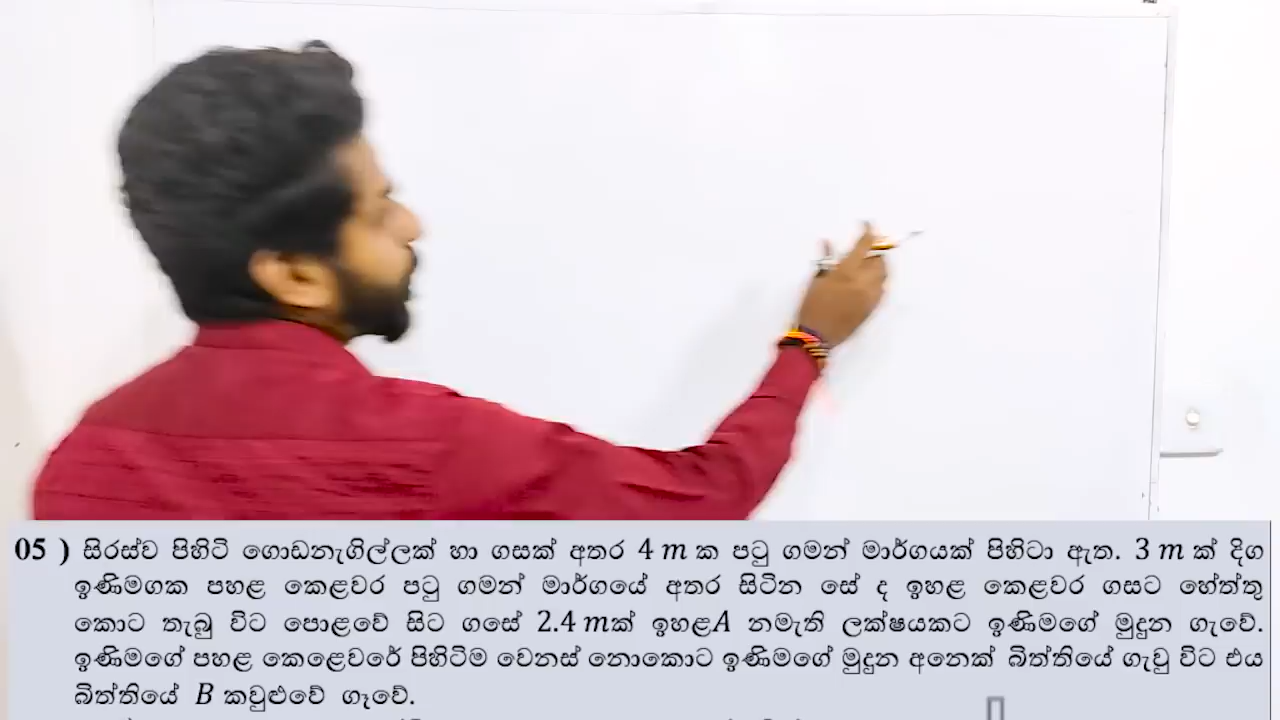 05 ) සිරස්ව පිහිටි ගොඩනැගිල්ලක් හා ගසක් අතර 4 m ක පටු ගමන් මාර්ගයක් පිහිටා ඇත. 3 m ක් දිග
ඉණිමගක පහළ කෙළවර පටු ගමන් මාර්ගයේ අතර සිටින සේ ද ඉහළ කෙළවර ගසට හේත්තු
කොට තැබු විට පොළවේ සිට ගසේ 2.4 mක් ඉහළA නමැති ලක්ෂයකට ඉණිමගේ මුදුන ගැවේ.
ඉණිමගේ පහළ කෙළෙවරේ පිහිටිම වෙනස් නොකොට ඉණිමගේ මුදුන අනෙක් බිත්තියේ ගැවු විට එය
බිත්තියේ B කවුළුවේ ගෑවේ.